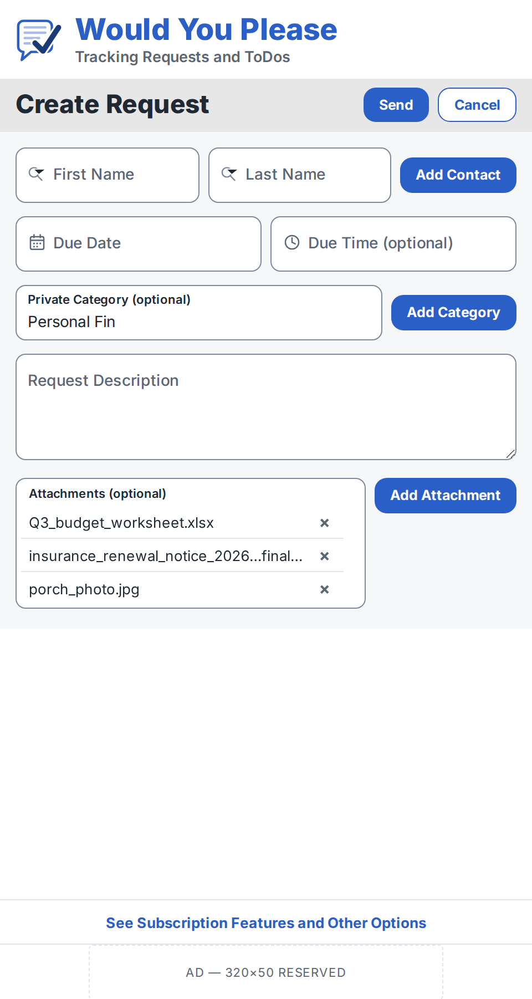 Would You Please
Tracking Requests and ToDos
Create Request
Send
Cancel
First Name
Last Name
Add Contact
Due Date
Due Time (optional)
Private Category (optional)
Personal Fin
Add Category
Request Description
Attachments (optional)
Add Attachment
Q3_budget_worksheet.xlsx
insurance_renewal_notice_2026...final...
porch_photo.jpg
See Subscription Features and Other Options
AD — 320×50 RESERVED